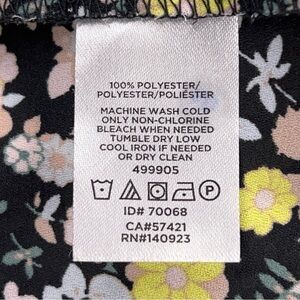 100% POLYESTER/
POLYESTER/POLIÉSTER
MACHINE WASH COLD
ONLY NON-CHLORINE
BLEACH WHEN NEEDED
TUMBLE DRY LOW
COOL IRON IF NEEDED
OR DRY CLEAN
499905
P
ID# 70068
CA#57421
RN#140923